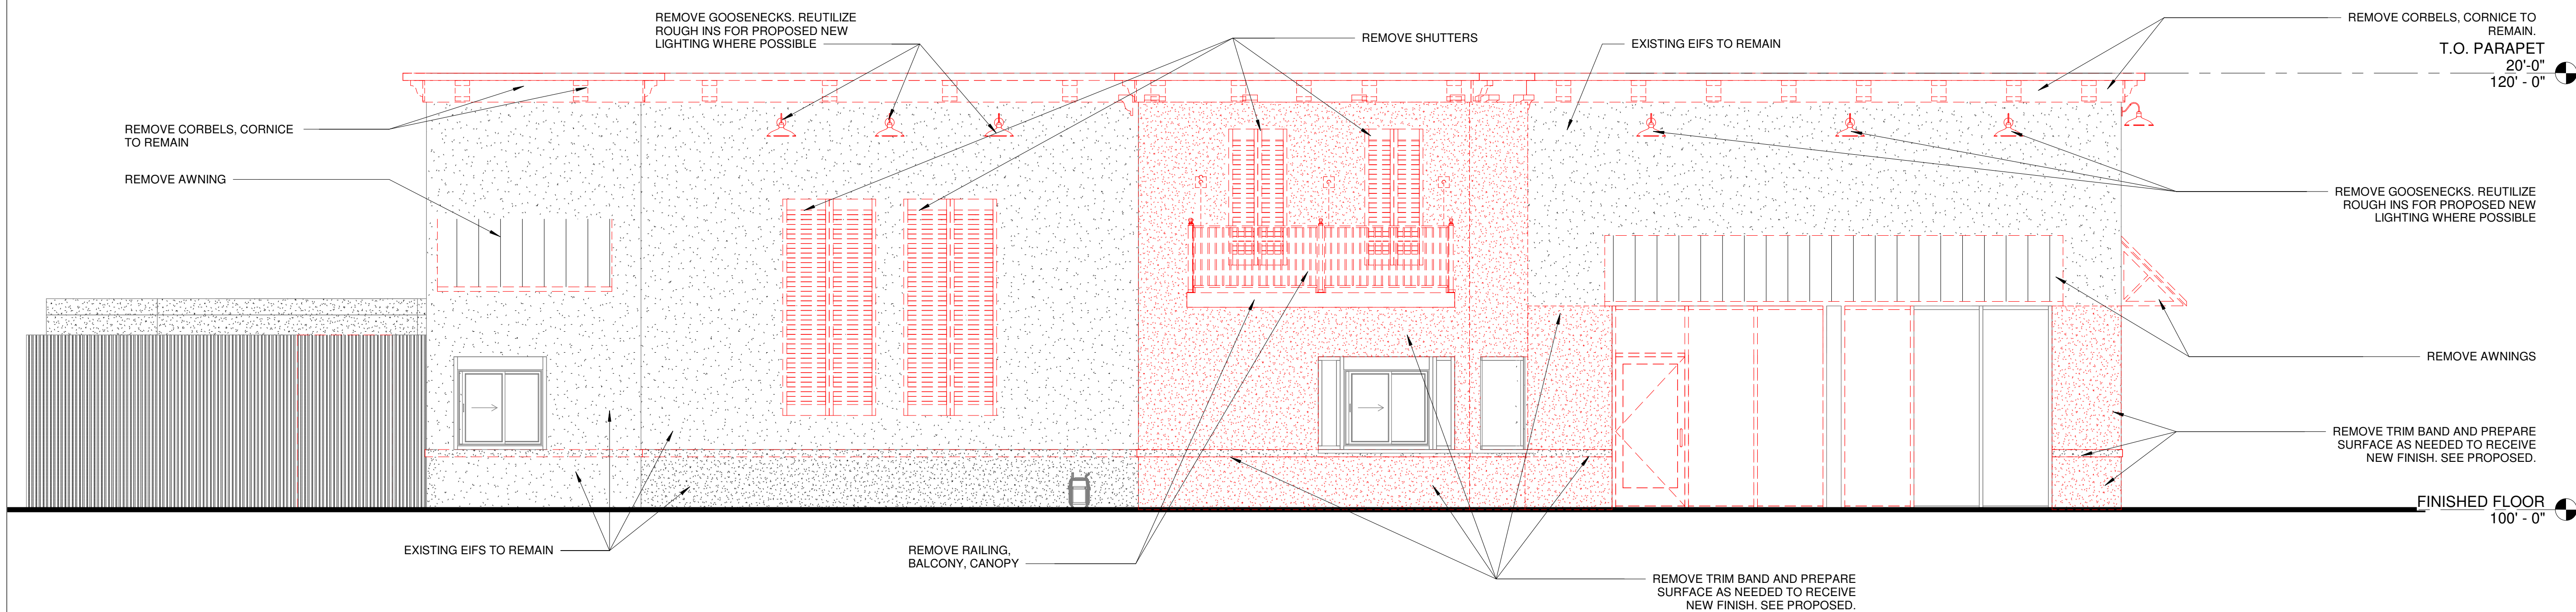 REMOVE GOOSENECKS. REUTILIZE
ROUGH INS FOR PROPOSED NEW
LIGHTING WHERE POSSIBLE
REMOVE SHUTTERS
EXISTING EIFS TO REMAIN
REMOVE CORBELS, CORNICE TO
REMAIN.
T.O. PARAPET
20'-0"
120' - 0"
REMOVE CORBELS, CORNICE
TO REMAIN
REMOVE AWNING
REMOVE GOOSENECKS. REUTILIZE
ROUGH INS FOR PROPOSED NEW
LIGHTING WHERE POSSIBLE
REMOVE AWNINGS
REMOVE TRIM BAND AND PREPARE
SURFACE AS NEEDED TO RECEIVE
NEW FINISH. SEE PROPOSED.
FINISHED FLOOR
100' - 0"
EXISTING EIFS TO REMAIN
REMOVE RAILING,
BALCONY, CANOPY
REMOVE TRIM BAND AND PREPARE
SURFACE AS NEEDED TO RECEIVE
NEW FINISH. SEE PROPOSED.